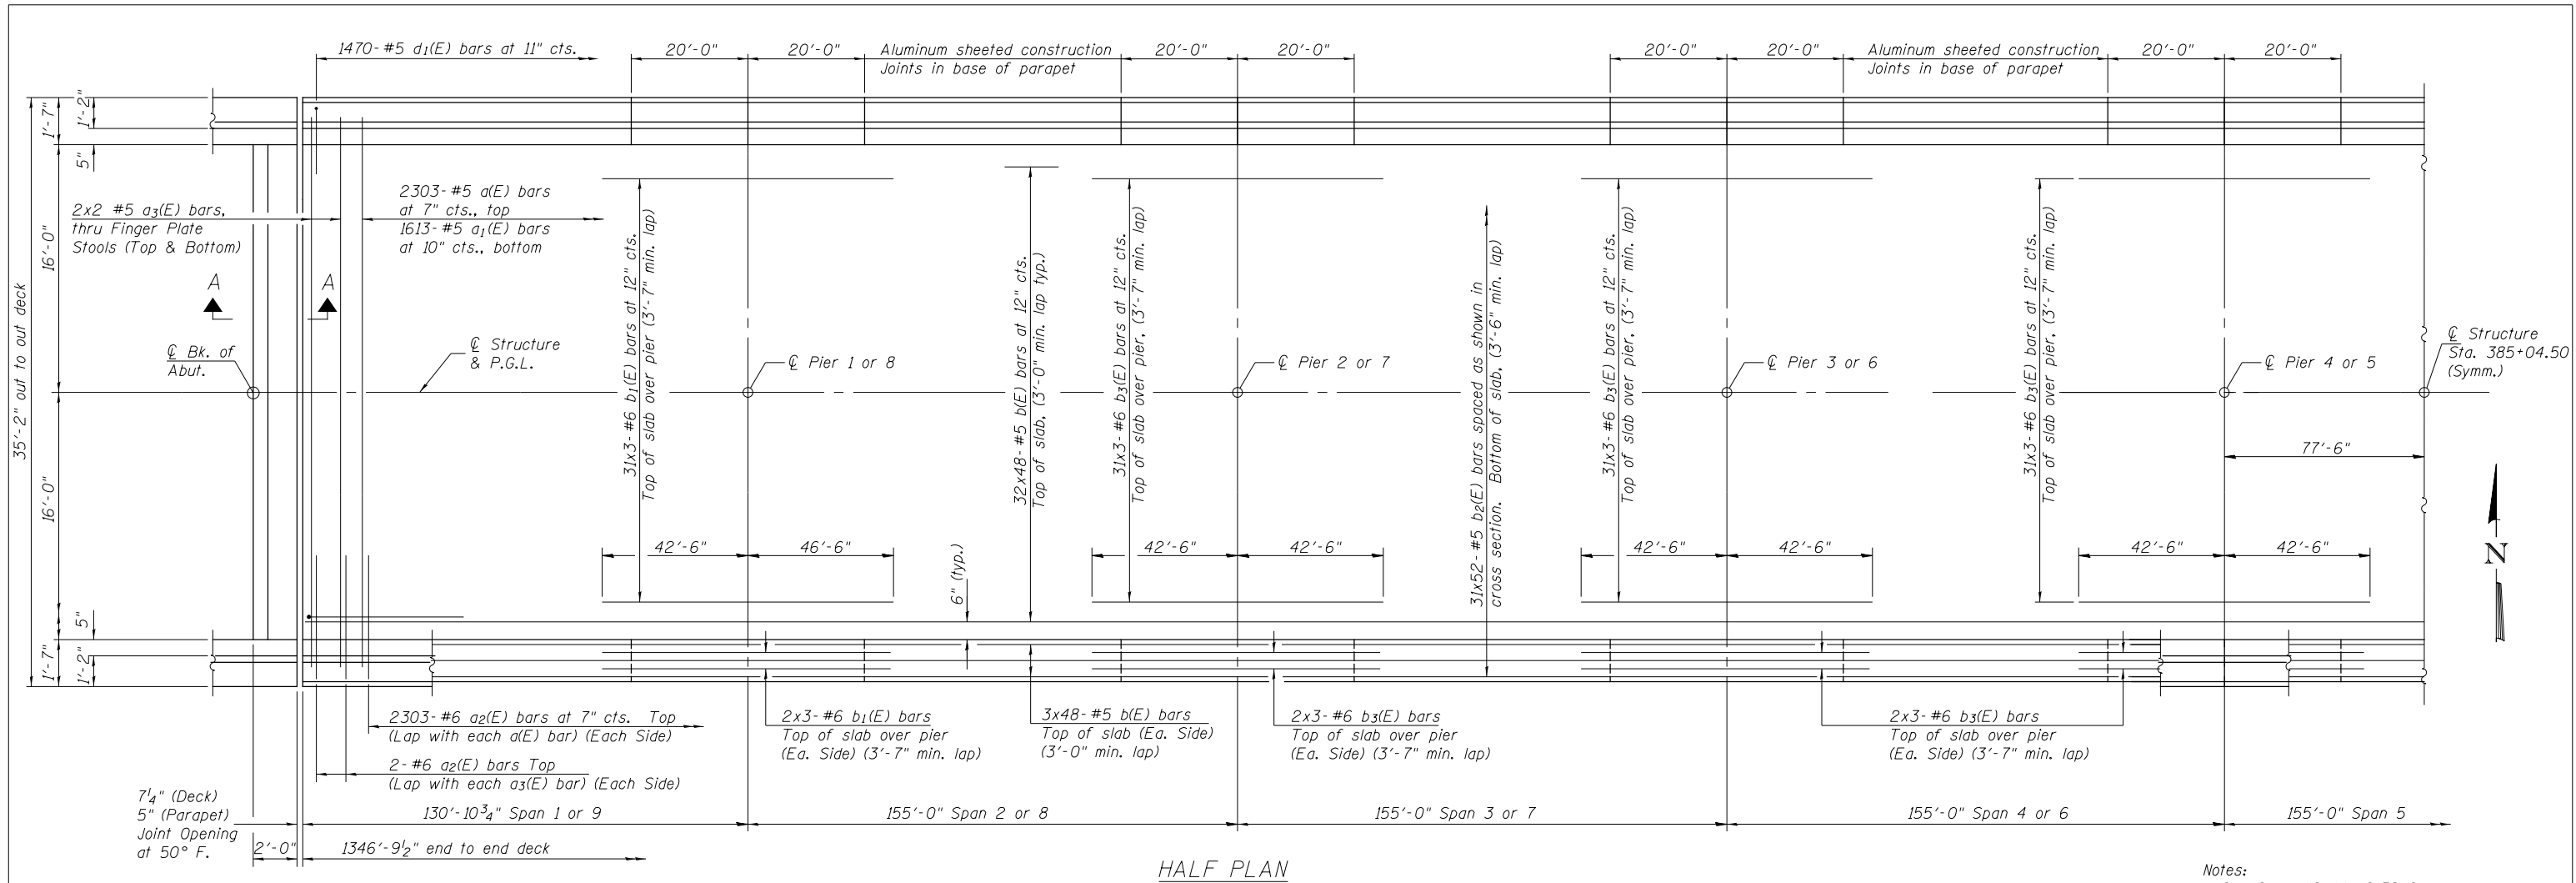 1470-#5 d1(E) bars at 11" cts.
20'-0"
20'-0"
Aluminum sheeted construction
Joints in base of parapet
20'-0"
20'-0"
20'-0"
20'-0"
Aluminum sheeted construction
Joints in base of parapet
20'-0"
20'-0"
35'-2" out to out deck
1'-7"
1'-2"
5"
16'-0"
16'-0"
5"
1'-7"
1'-2"
2x2 #5 a3(E) bars,
thru Finger Plate
Stools (Top & Bottom)
2303-#5 a(E) bars
at 7" cts., top
1613-#5 a1(E) bars
at 10" cts., bottom
A
A
℄ Bk. of
Abut.
℄ Structure
& P.G.L.
31x3-#6 b1(E) bars at 12" cts.
Top of slab over pier (3'-7" min. lap)
℄ Pier 1 or 8
32x48-#5 b(E) bars at 12" cts.
Top of slab, (3'-0" min. lap typ.)
31x3-#6 b3(E) bars at 12" cts.
Top of slab over pier, (3'-7" min. lap)
℄ Pier 2 or 7
31x52-#5 b2(E) bars spaced as shown in
cross section. Bottom of slab, (3'-6" min. lap)
31x3-#6 b3(E) bars at 12" cts.
Top of slab over pier, (3'-7" min. lap)
℄ Pier 3 or 6
31x3-#6 b3(E) bars at 12" cts.
Top of slab over pier, (3'-7" min. lap)
℄ Pier 4 or 5
℄ Structure
Sta. 385+04.50
(Symm.)
77'-6"
42'-6"
46'-6"
42'-6"
42'-6"
42'-6"
42'-6"
42'-6"
42'-6"
6" (typ.)
N
2303-#6 a2(E) bars at 7" cts. Top
(Lap with each a(E) bar) (Each Side)
2-#6 a2(E) bars Top
(Lap with each a3(E) bar) (Each Side)
2x3-#6 b1(E) bars
Top of slab over pier
(Ea. Side) (3'-7" min. lap)
3x48-#5 b(E) bars
Top of slab (Ea. Side)
(3'-0" min. lap)
2x3-#6 b3(E) bars
Top of slab over pier
(Ea. Side) (3'-7" min. lap)
2x3-#6 b3(E) bars
Top of slab over pier
(Ea. Side) (3'-7" min. lap)
7 1/4" (Deck)
5" (Parapet)
Joint Opening
at 50° F.
130'-10 3/4" Span 1 or 9
155'-0" Span 2 or 8
155'-0" Span 3 or 7
155'-0" Span 4 or 6
155'-0" Span 5
2'-0"
1346'-9 1/2" end to end deck
HALF PLAN
Notes: